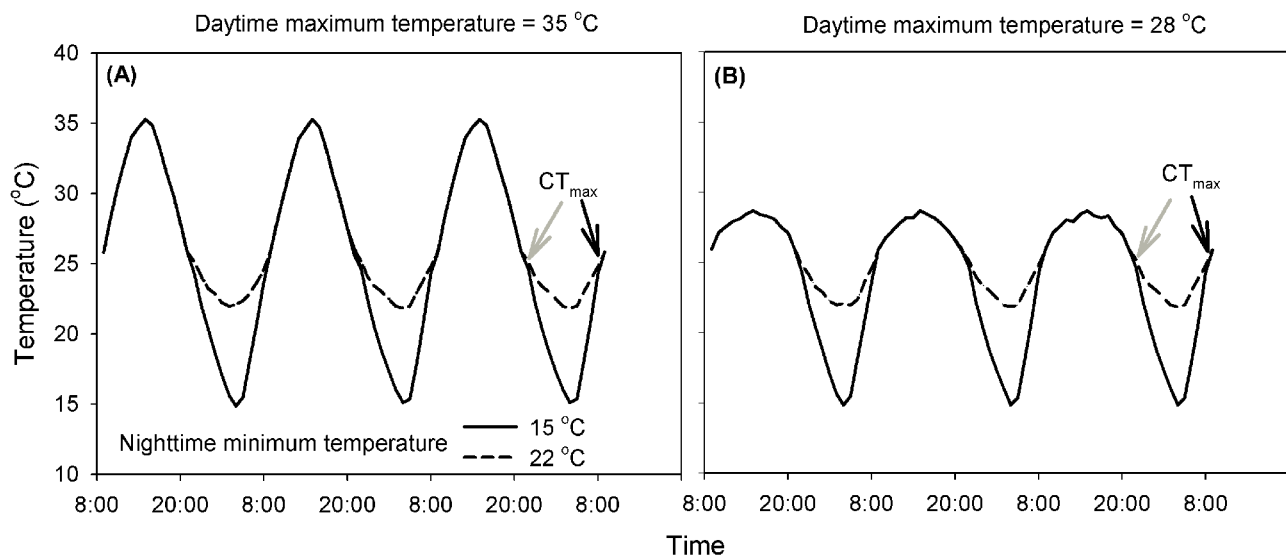 Daytime maximum temperature = 35 °C
Daytime maximum temperature = 28 °C
(A)
(B)
Temperature (°C)
40
35
30
25
20
15
10
CTmax
CTmax
Nighttime minimum temperature
15 °C
22 °C
8:00 20:00 8:00 20:00 8:00 20:00 8:00
8:00 20:00 8:00 20:00 8:00 20:00 8:00
Time